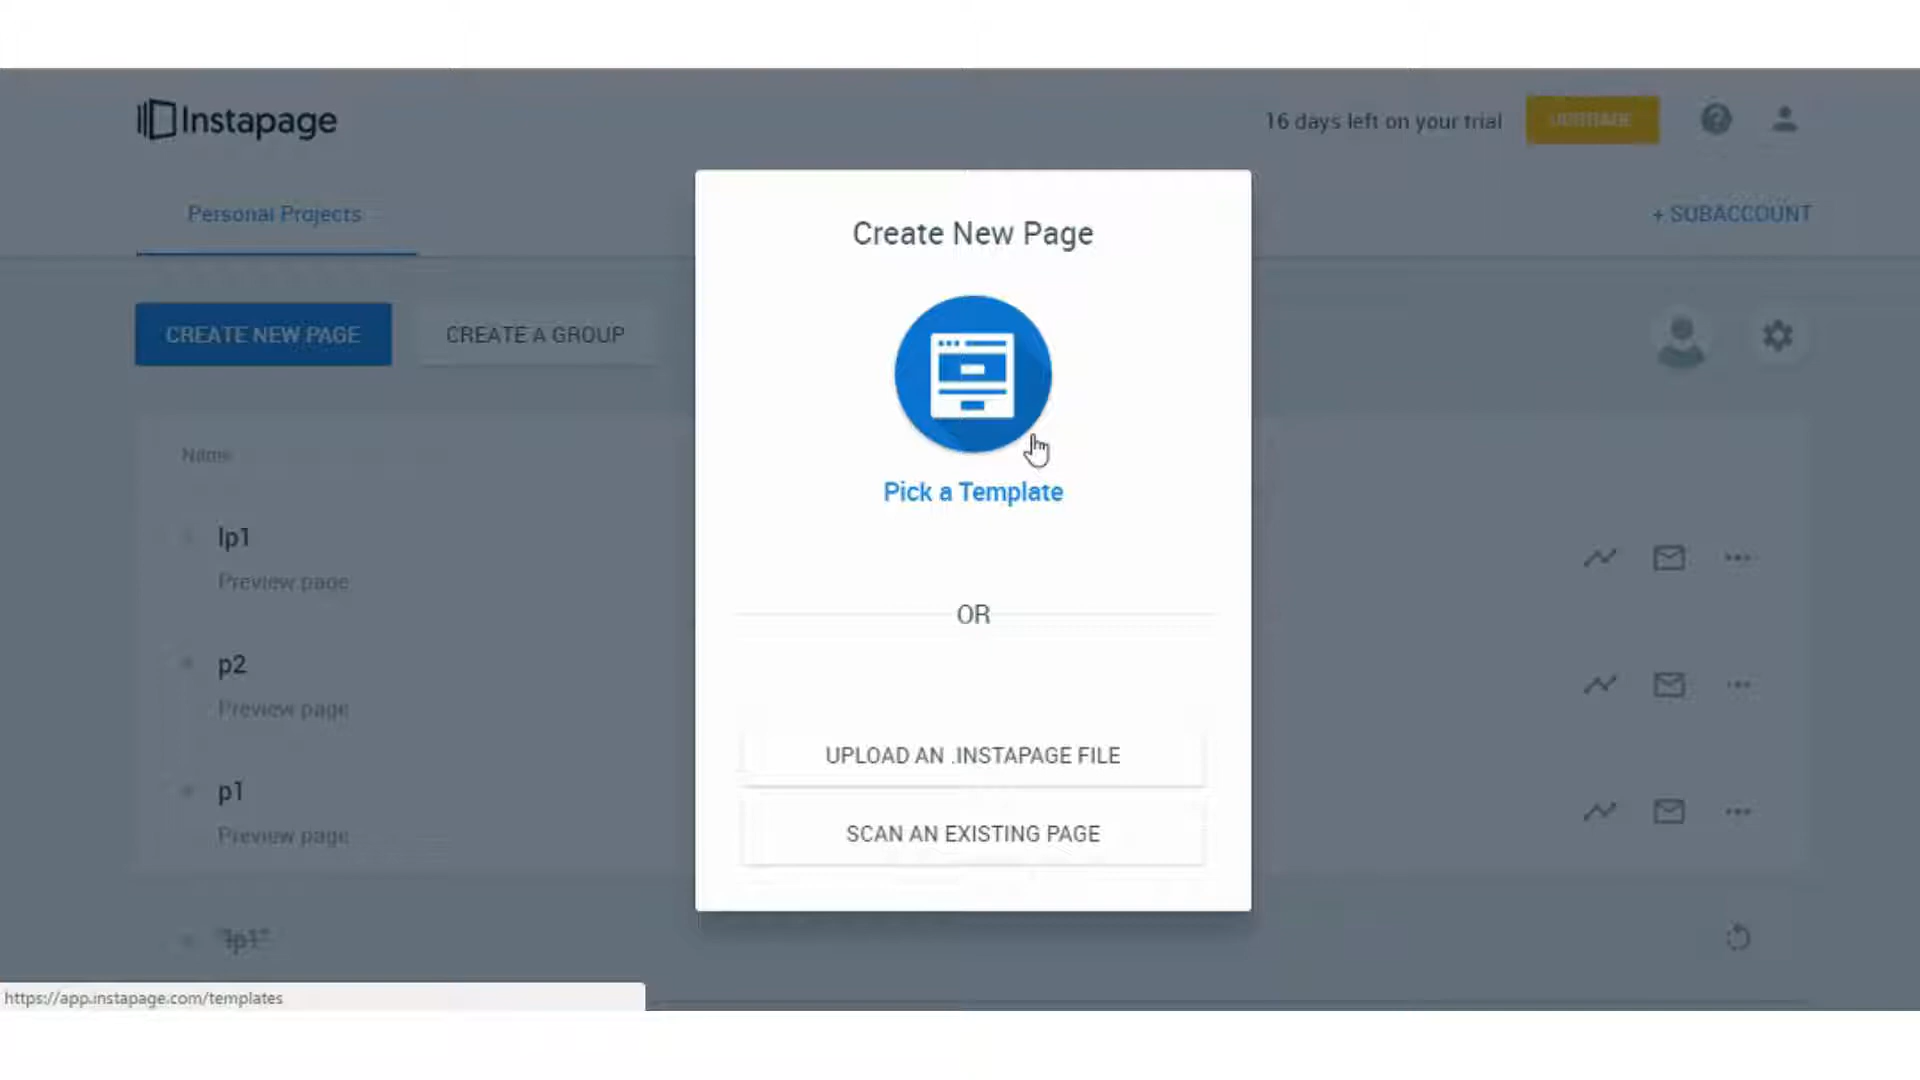 Instapage
16 days left on your trial
UPGRADE
Personal Projects
+ SUBACCOUNT
CREATE NEW PAGE
CREATE A GROUP
Create New Page
Pick a Template
OR
UPLOAD AN .INSTAPAGE FILE
SCAN AN EXISTING PAGE
Name
lp1
Preview page
p2
Preview page
p1
Preview page
"lp1"
https://app.instapage.com/templates